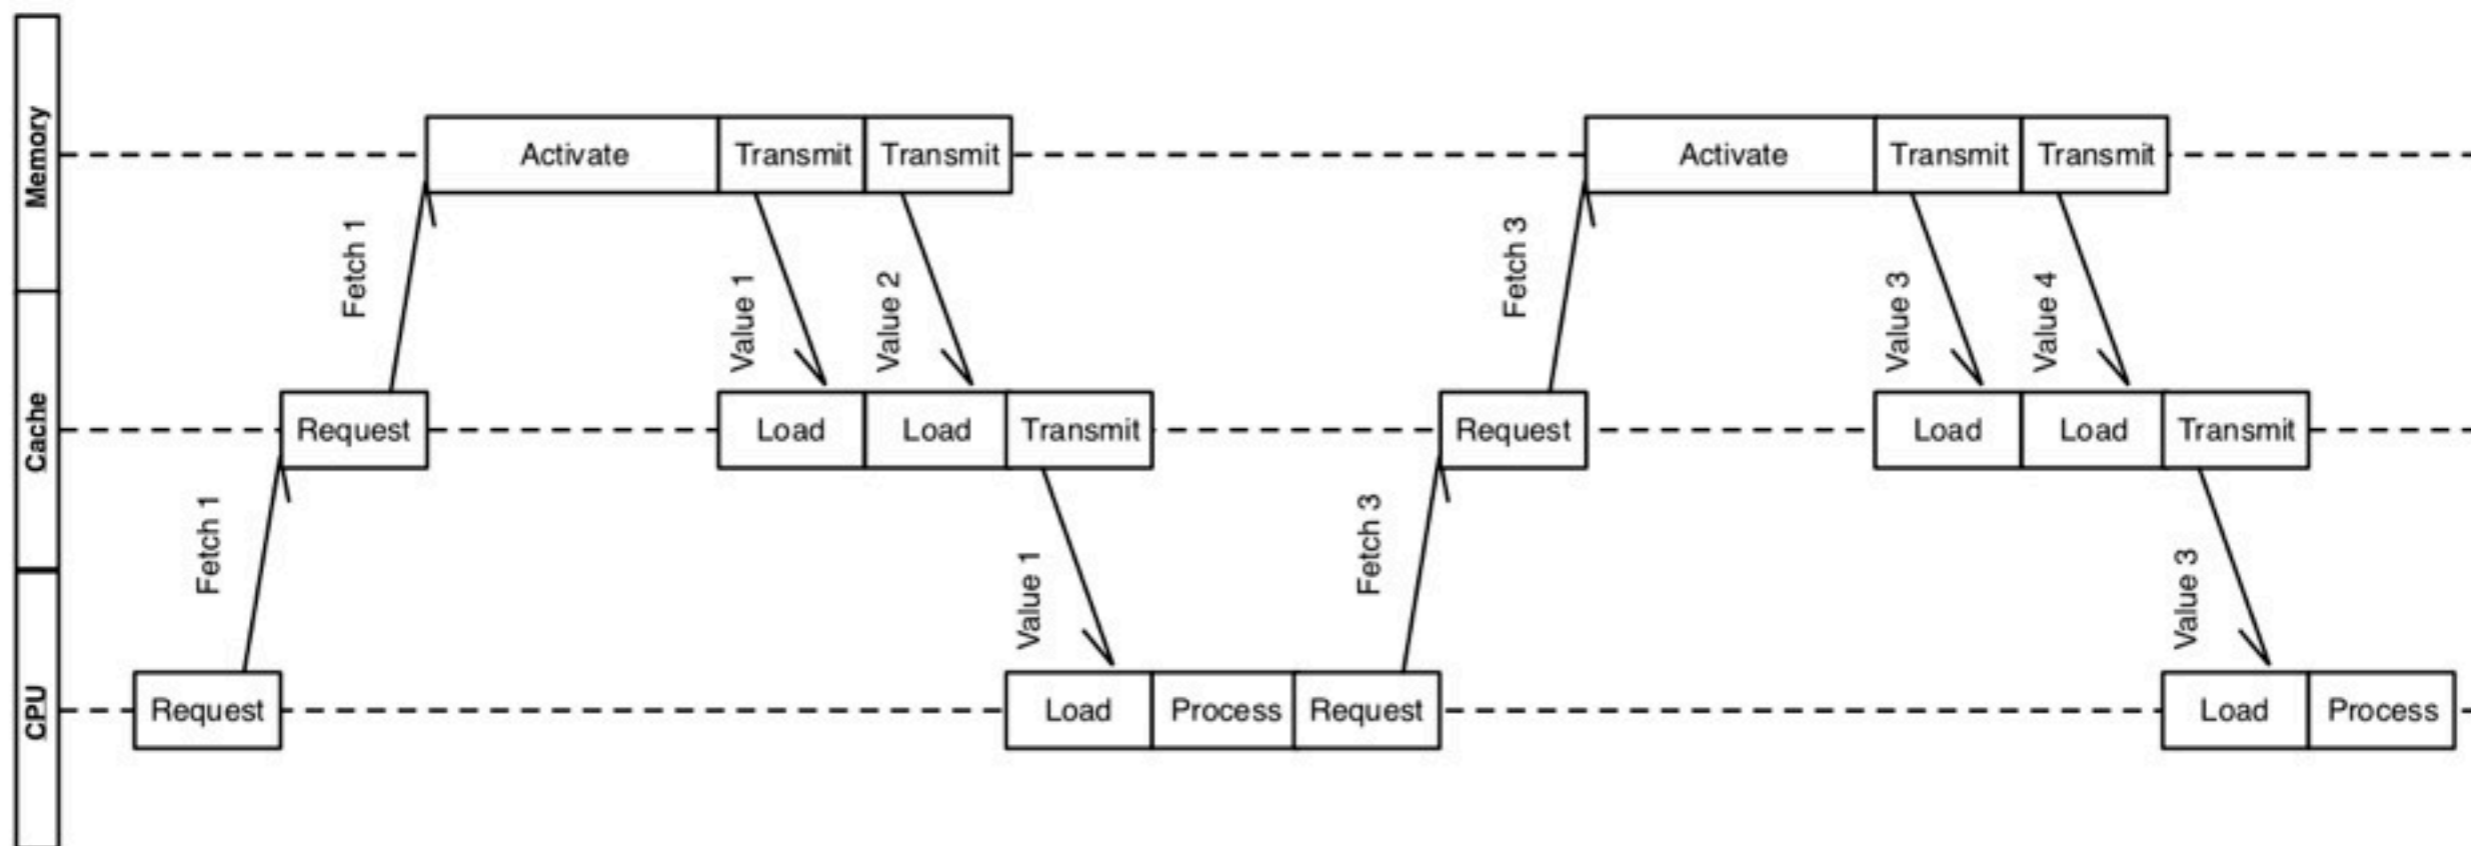 Memory
Activate
Transmit
Transmit
Activate
Transmit
Transmit
Fetch 1
Value 1
Value 2
Fetch 3
Value 3
Value 4
Cache
Request
Load
Load
Transmit
Request
Load
Load
Transmit
Fetch 1
Value 1
Fetch 3
Value 3
CPU
Request
Load
Process
Request
Load
Process